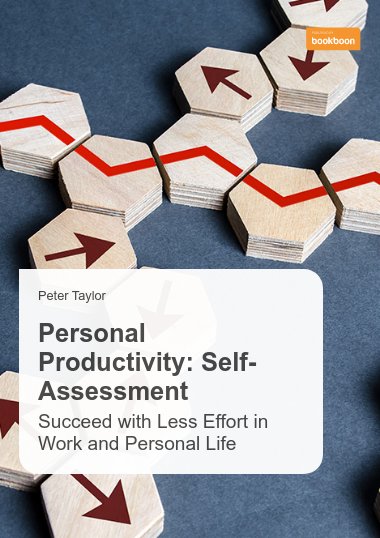 bookboon
Peter Taylor
Personal
Productivity: Self-
Assessment
Succeed with Less Effort in
Work and Personal Life